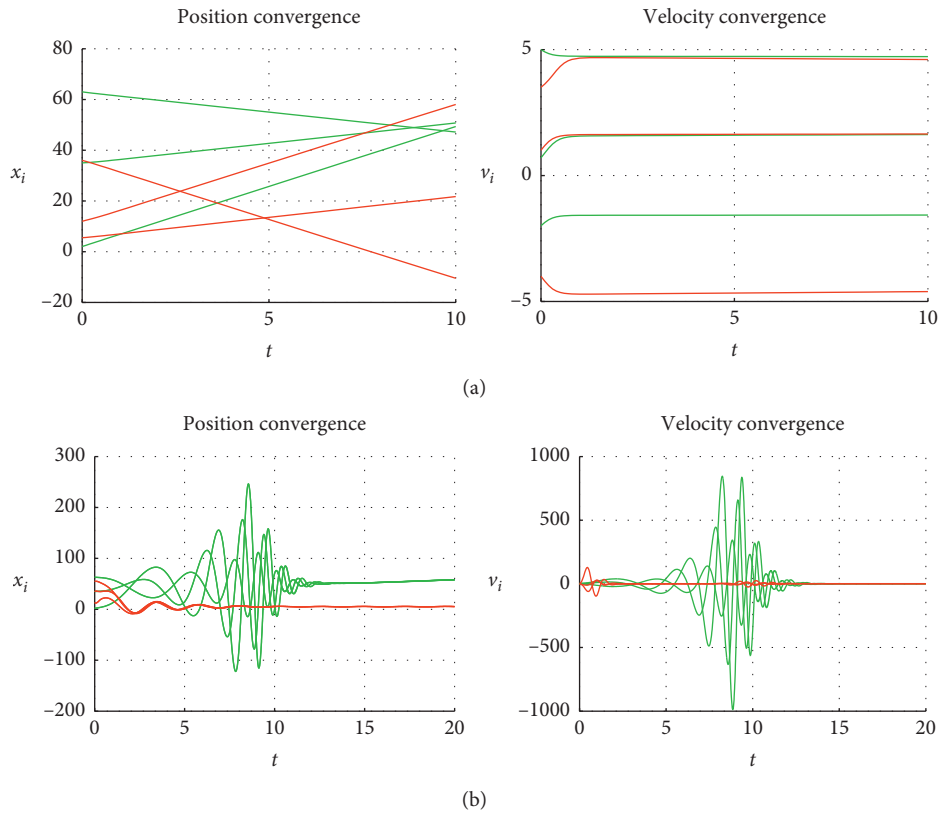 Position convergence
Velocity convergence
80
60
40
20
0
−20
x_i
0
5
10
t
5
0
−5
v_i
0
5
10
t
(a)
Position convergence
Velocity convergence
300
200
100
0
−100
−200
x_i
0
5
10
15
20
t
1000
500
0
−500
−1000
v_i
0
5
10
15
20
t
(b)